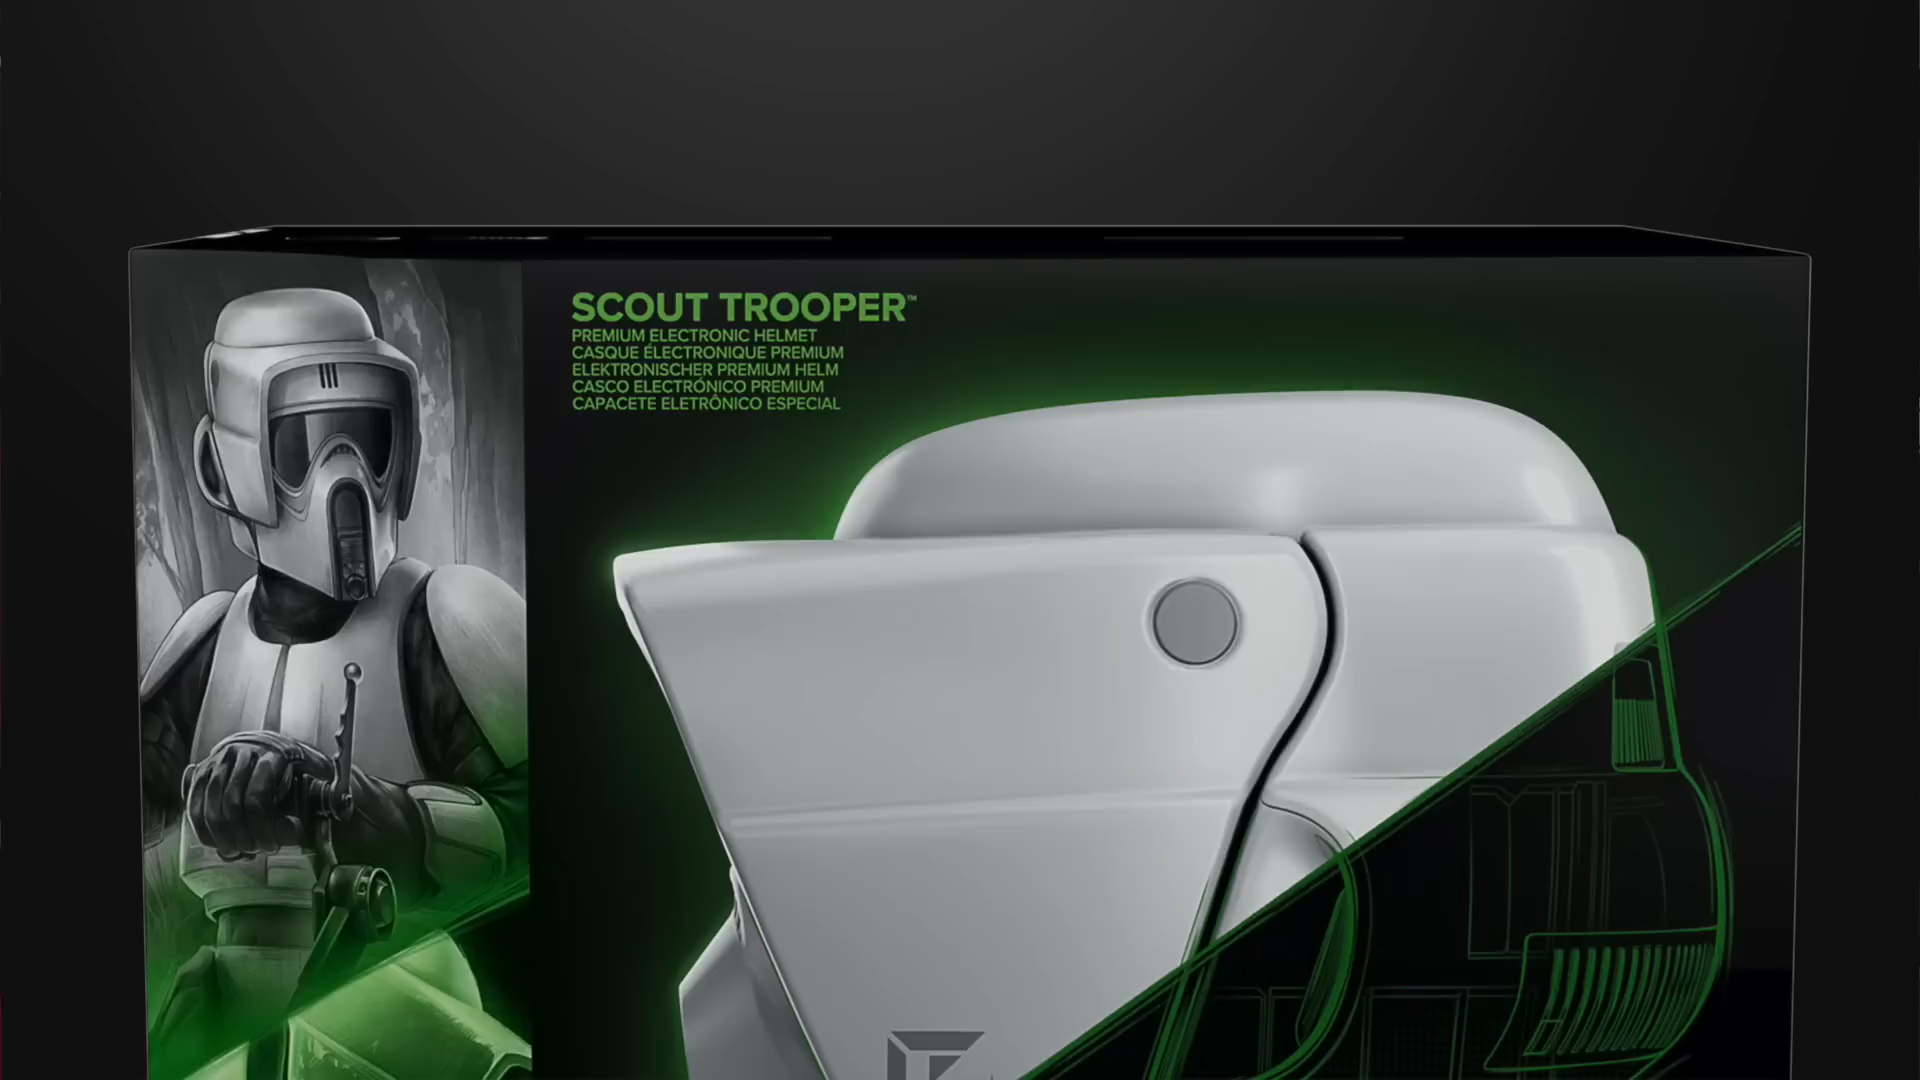 SCOUT TROOPER™
PREMIUM ELECTRONIC HELMET
CASQUE ÉLECTRONIQUE PREMIUM
ELEKTRONISCHER PREMIUM HELM
CASCO ELECTRÓNICO PREMIUM
CAPACETE ELETRÔNICO ESPECIAL